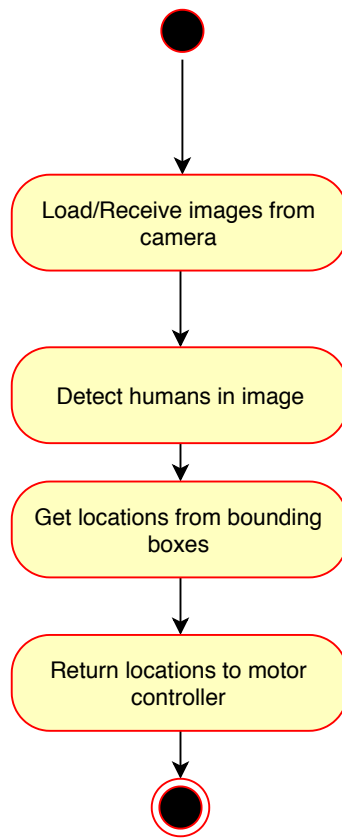 Load/Receive images from
camera
Detect humans in image
Get locations from bounding
boxes
Return locations to motor
controller